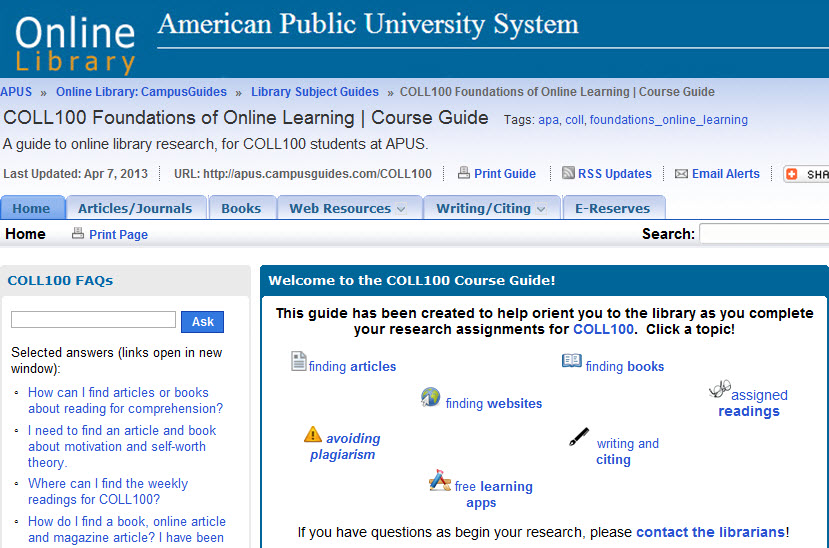 Online
Library
American Public University System
APUS » Online Library: CampusGuides » Library Subject Guides » COLL100 Foundations of Online Learning | Course Guide
COLL100 Foundations of Online Learning | Course Guide Tags: apa, coll, foundations_online_learning
A guide to online library research, for COLL100 students at APUS.
Last Updated: Apr 7, 2013 URL: http://apus.campusguides.com/COLL100 Print Guide RSS Updates Email Alerts SHA
Home Articles/Journals Books Web Resources Writing/Citing E-Reserves
Home Print Page Search:
COLL100 FAQs
Ask
Selected answers (links open in new
window):
How can I find articles or books
about reading for comprehension?
I need to find an article and book
about motivation and self-worth
theory.
Where can I find the weekly
readings for COLL100?
How do I find a book, online article
and magazine article? I have been
Welcome to the COLL100 Course Guide!
This guide has been created to help orient you to the library as you complete
your research assignments for COLL100. Click a topic!
finding articles
finding books
finding websites
assigned
readings
avoiding
plagiarism
writing and
citing
free learning
apps
If you have questions as begin your research, please contact the librarians!